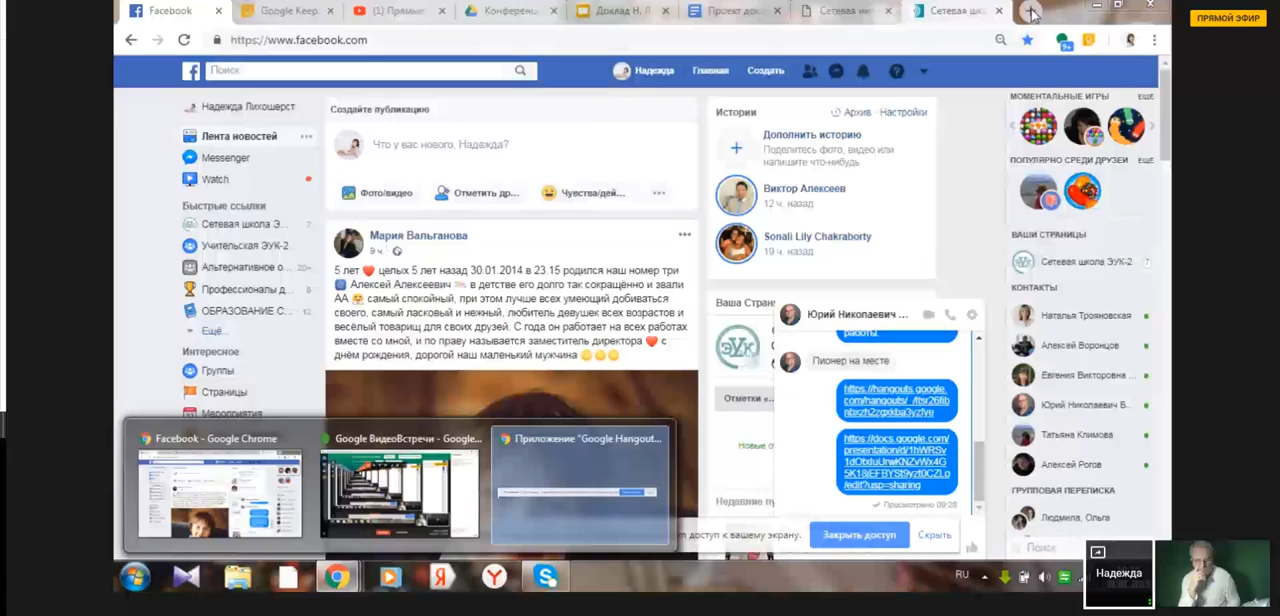 Facebook
Google Keep.
(1) Прямые
Конференц
Доклад Н. Л
Проект док
Сетевая
Сетевая
ПРЯМОЙ ЭФИР
https://www.facebook.com
9+
Поиск
Надежда
Главная
Создать
Надежда Лихошерст
Лента новостей
Messenger
Watch
Быстрые ссылки
Сетевая школа Э...
7
Учительская ЭУК-2
Альтернативное о...
20+
Профессионалы д...
ОБРАЗОВАНИЕ С...
12
Ещё...
Интересное
Группы
Страницы
Мероприятия
Создайте публикацию
Что у вас нового, Надежда?
Фото/видео
Отметить др...
Чувства/дей...
Мария Вальганова
9 ч.
5 лет ❤️ целых 5 лет назад 30.01.2014 в 23.15 родился наш номер три
Алексей Алексеевич в детстве его долго так сокращённо и звали
АА самый спокойный, при этом лучше всех умеющий добиваться
своего, самый ласковый и нежный, любитель девушек всех возрастов и
весёлый товарищ для своих друзей. С года он работает на всех работах
вместе со мной, и по праву называется заместитель директора ❤️ с
днём рождения, дорогой наш маленький мужчина
Истории
Архив
Настройки
Дополнить историю
Поделитесь фото, видео или
напишите что-нибудь
Виктор Алексеев
12 ч. назад
Sonali Lily Chakraborty
19 ч. назад
Ваша Стран
ЭУК
Отметки «...
Новые о
Недавние пу
Юрий Николаевич ...
работы.
Пионер на месте
https://hangouts.google.
https://docs.google.com/
/edit?usp=sharing
Просмотрено 09:28
МОМЕНТАЛЬНЫЕ ИГРЫ
ЕЩЕ
ПОПУЛЯРНО СРЕДИ ДРУЗЕЙ
ЕЩЕ
ВАШИ СТРАНИЦЫ
Сетевая школа ЭУК-2
7
КОНТАКТЫ
Наталья Трояновская
Алексей Воронцов
Евгения Викторовна ...
Юрий Николаевич Б...
Татьяна Климова
Алексей Рогов
ГРУППОВАЯ ПЕРЕПИСКА
Людмила, Ольга
Поиск
Facebook - Google Chrome
Google ВидеоВстречи - Google...
Приложение "Google Hangout...
доступ к вашему экрану.
Закрыть доступ
Скрыть
RU
Надежда